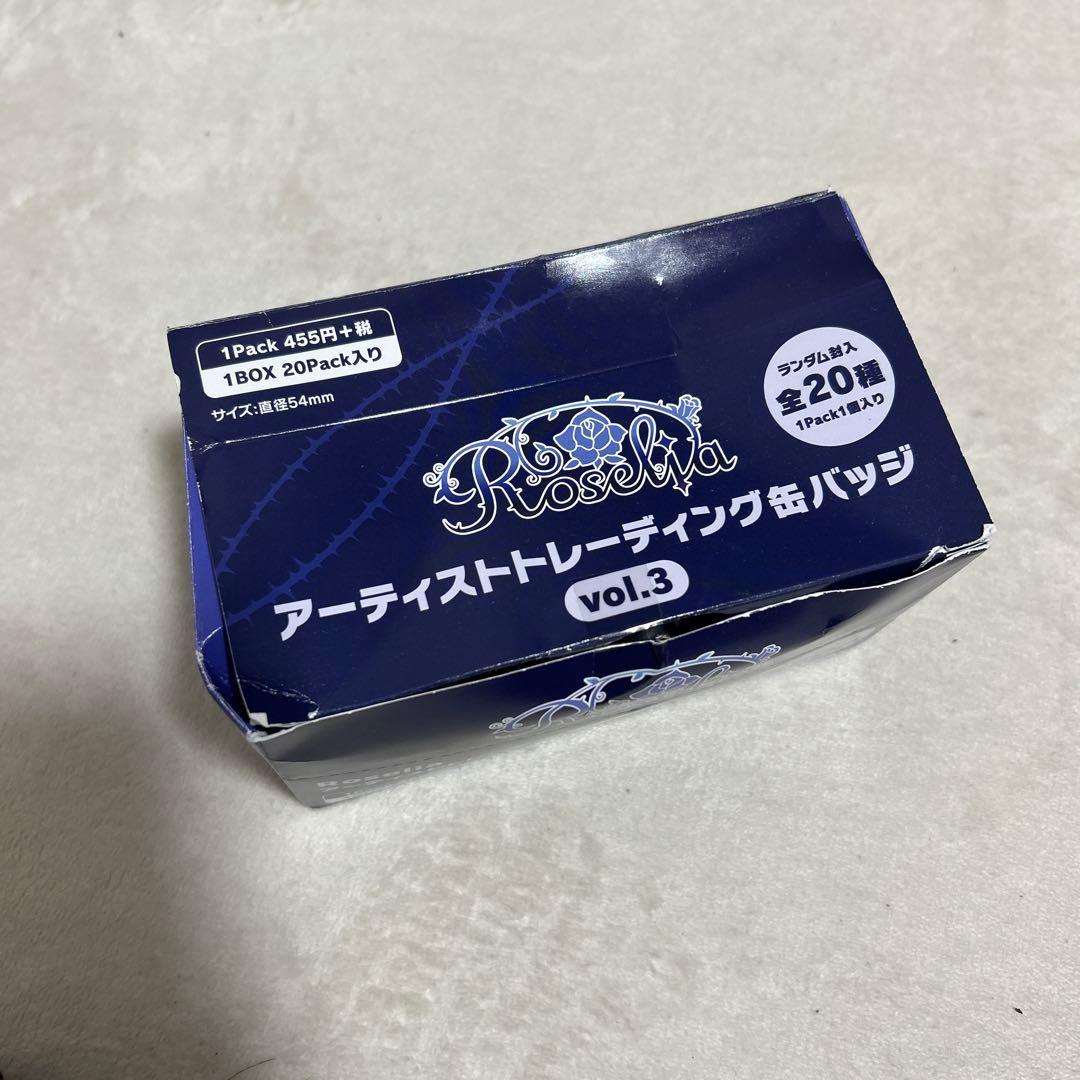 1Pack 455円+税
1BOX 20Pack入り
サイズ:直径54mm
ランダム封入
全20種
1Pack1個入り
Roselia
アーティストトレーディング缶バッジ
vol.3
Roselia